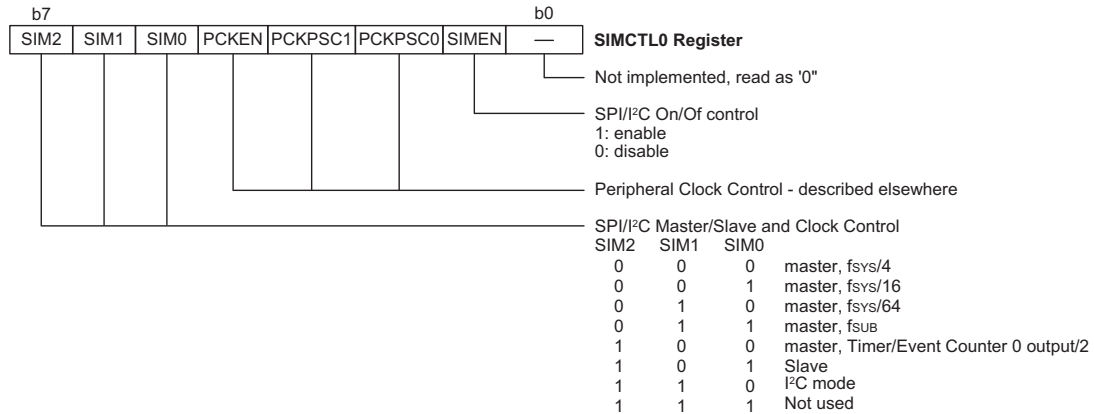 b7 b0
SIM2 SIM1 SIM0 PCKEN PCKPSC1 PCKPSC0 SIMEN — SIMCTL0 Register
Not implemented, read as '0"
SPI/I²C On/Of control
1: enable
0: disable
Peripheral Clock Control - described elsewhere
SPI/I²C Master/Slave and Clock Control
SIM2 SIM1 SIM0
0 0 0 master, fSYS/4
0 0 1 master, fSYS/16
0 1 0 master, fSYS/64
0 1 1 master, fSUB
1 0 0 master, Timer/Event Counter 0 output/2
1 0 1 Slave
1 1 0 I²C mode
1 1 1 Not used